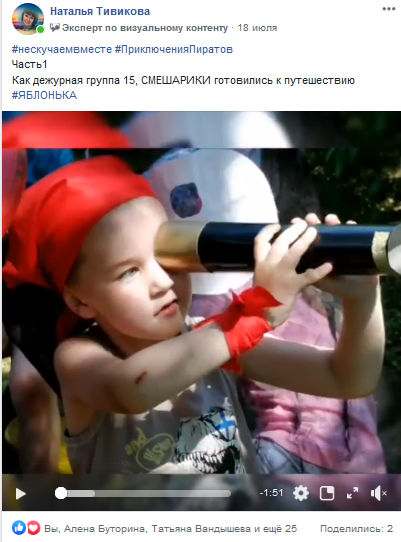 Наталья Тивикова
Эксперт по визуальному контенту · 18 июля
#нескучаемвместе #ПриключенияПиратов
Часть1
Как дежурная группа 15, СМЕШАРИКИ готовились к путешествию
#ЯБЛОНЬКА
-1:51
Вы, Алена Буторина, Татьяна Вандышева и ещё 25
Поделились: 2